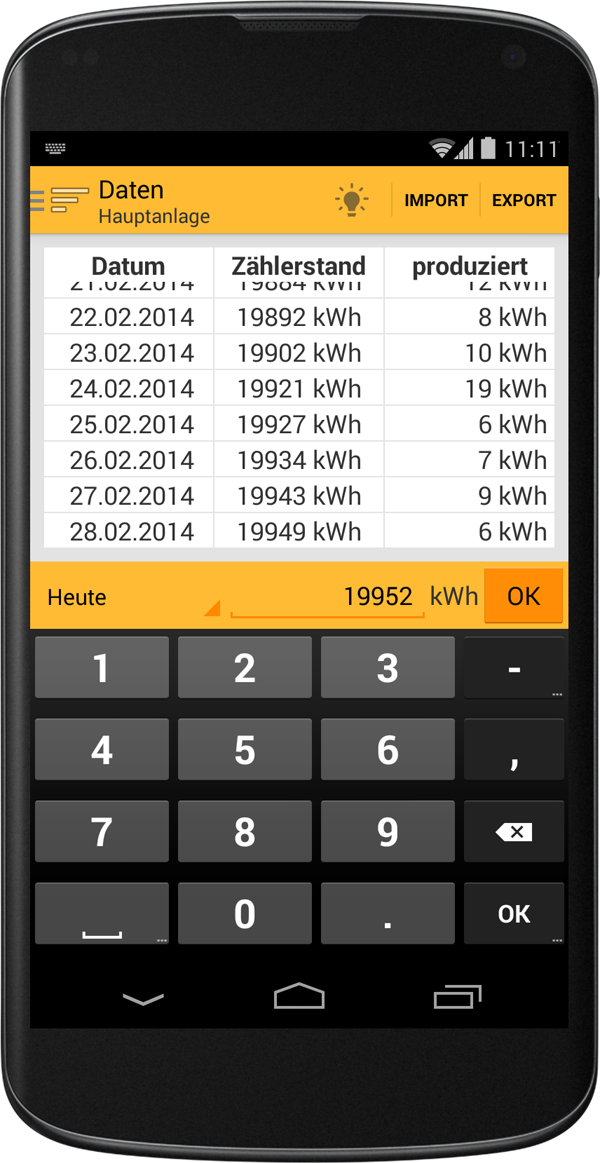 11:11
Daten
Hauptanlage
IMPORT EXPORT
Datum Zählerstand produziert
21.02.2014 19884 kWh 12 kWh
22.02.2014 19892 kWh 8 kWh
23.02.2014 19902 kWh 10 kWh
24.02.2014 19921 kWh 19 kWh
25.02.2014 19927 kWh 6 kWh
26.02.2014 19934 kWh 7 kWh
27.02.2014 19943 kWh 9 kWh
28.02.2014 19949 kWh 6 kWh
Heute 19952 kWh OK
1 2 3 -
4 5 6 ,
7 8 9
0 . OK